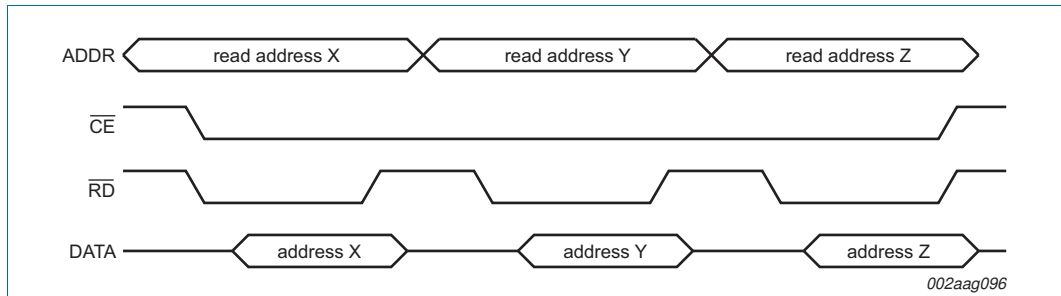 ADDR read address X read address Y read address Z
CE
RD
DATA address X address Y address Z
002aag096